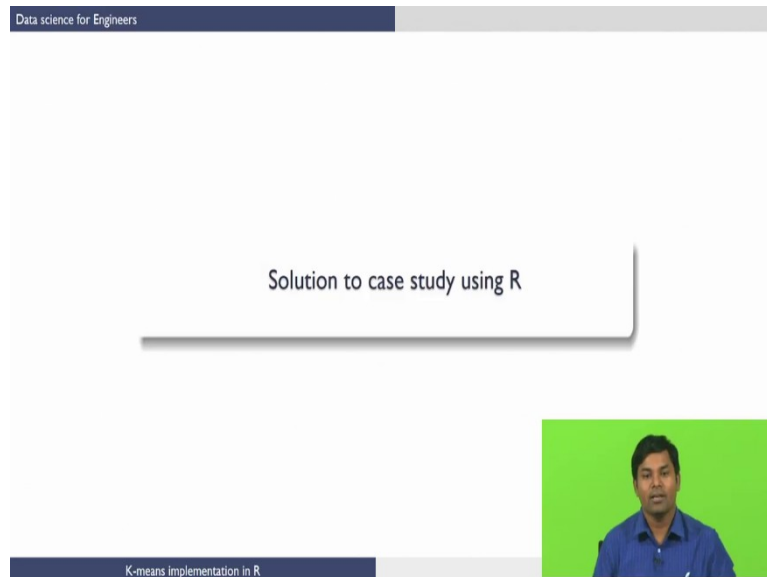 Data science for Engineers
Solution to case study using R
K-means implementation in R